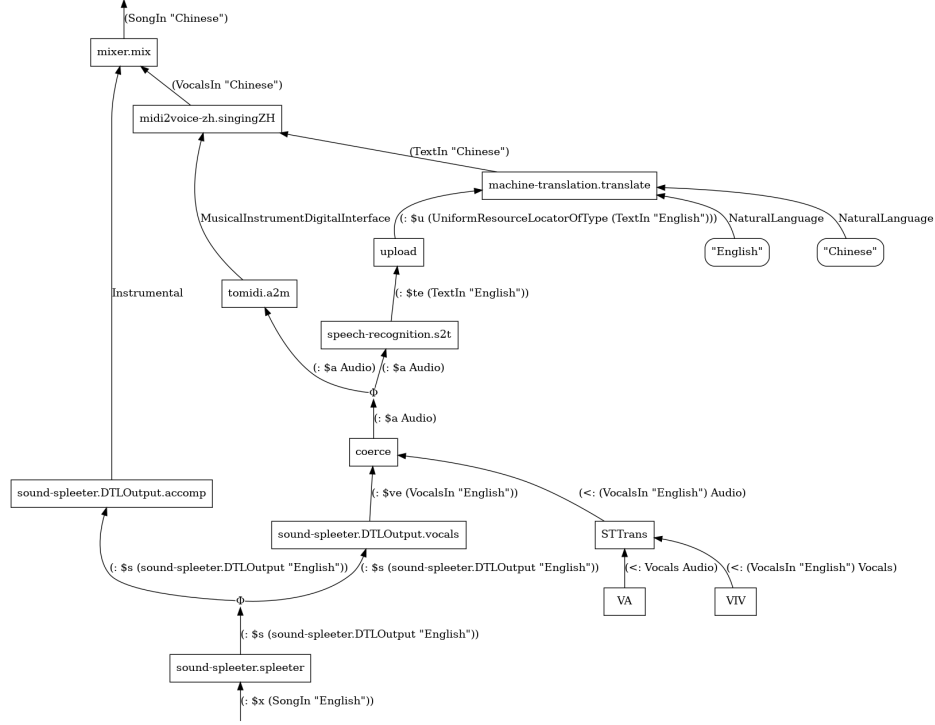 (SongIn "Chinese")
mixer.mix
(VocalsIn "Chinese")
midi2voice-zh.singingZH
(TextIn "Chinese")
machine-translation.translate
MusicalInstrumentDigitalInterface
(: $u (UniformResourceLocatorOfType (TextIn "English")))
NaturalLanguage
NaturalLanguage
upload
"English"
"Chinese"
Instrumental
tomidi.a2m
(: $te (TextIn "English"))
speech-recognition.s2t
(: $a Audio)
(: $a Audio)
Φ
(: $a Audio)
coerce
sound-spleeter.DTLOutput.accomp
(: $ve (VocalsIn "English"))
(<: (VocalsIn "English") Audio)
sound-spleeter.DTLOutput.vocals
STTrans
(: $s (sound-spleeter.DTLOutput "English"))
(: $s (sound-spleeter.DTLOutput "English"))
(<: Vocals Audio)
(<: (VocalsIn "English") Vocals)
Φ
VA
VIV
(: $s (sound-spleeter.DTLOutput "English"))
sound-spleeter.spleeter
(: $x (SongIn "English"))